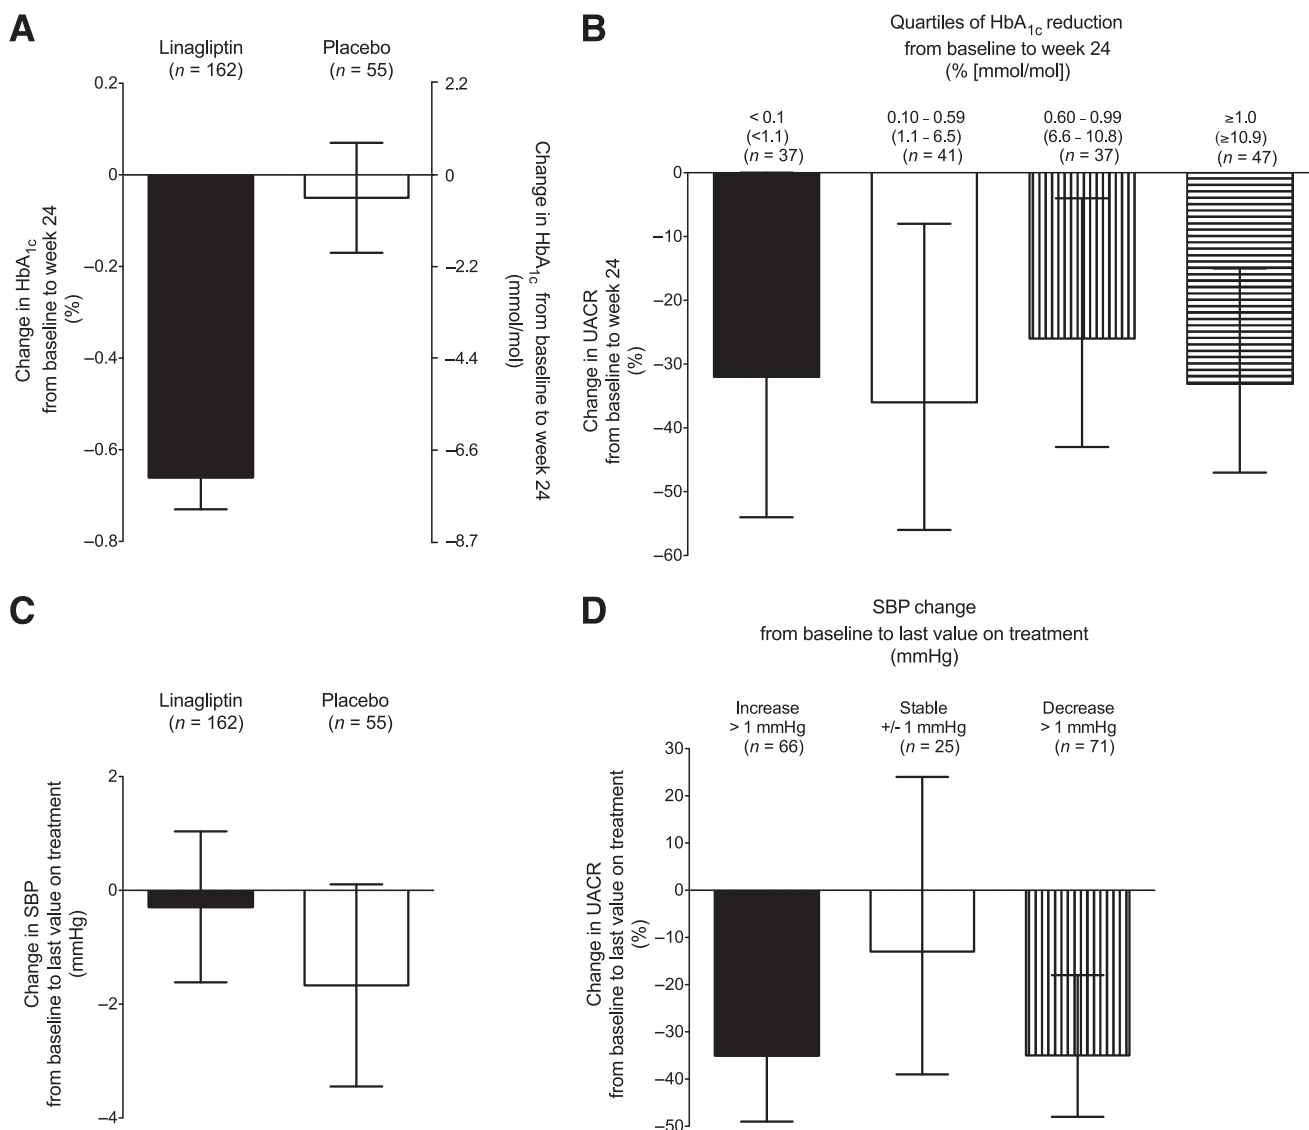 A
Linagliptin
(n = 162)
Placebo
(n = 55)
0.2
0
–0.2
–0.4
–0.6
–0.8
Change in HbA1c
from baseline to week 24
(%)
2.2
0
–2.2
–4.4
–6.6
–8.7
Change in HbA1c from baseline to week 24
(mmol/mol)
B
Quartiles of HbA1c reduction
from baseline to week 24
(% [mmol/mol])
< 0.1
(<1.1)
(n = 37)
0.10 – 0.59
(1.1 – 6.5)
(n = 41)
0.60 – 0.99
(6.6 – 10.8)
(n = 37)
≥1.0
(≥10.9)
(n = 47)
0
–10
–20
–30
–40
–50
–60
Change in UACR
from baseline to week 24
(%)
C
Linagliptin
(n = 162)
Placebo
(n = 55)
2
0
–2
–4
Change in SBP
from baseline to last value on treatment
(mmHg)
D
SBP change
from baseline to last value on treatment
(mmHg)
Increase
> 1 mmHg
(n = 66)
Stable
+/- 1 mmHg
(n = 25)
Decrease
> 1 mmHg
(n = 71)
30
20
10
0
–10
–20
–30
–40
–50
Change in UACR
from baseline to last value on treatment
(%)